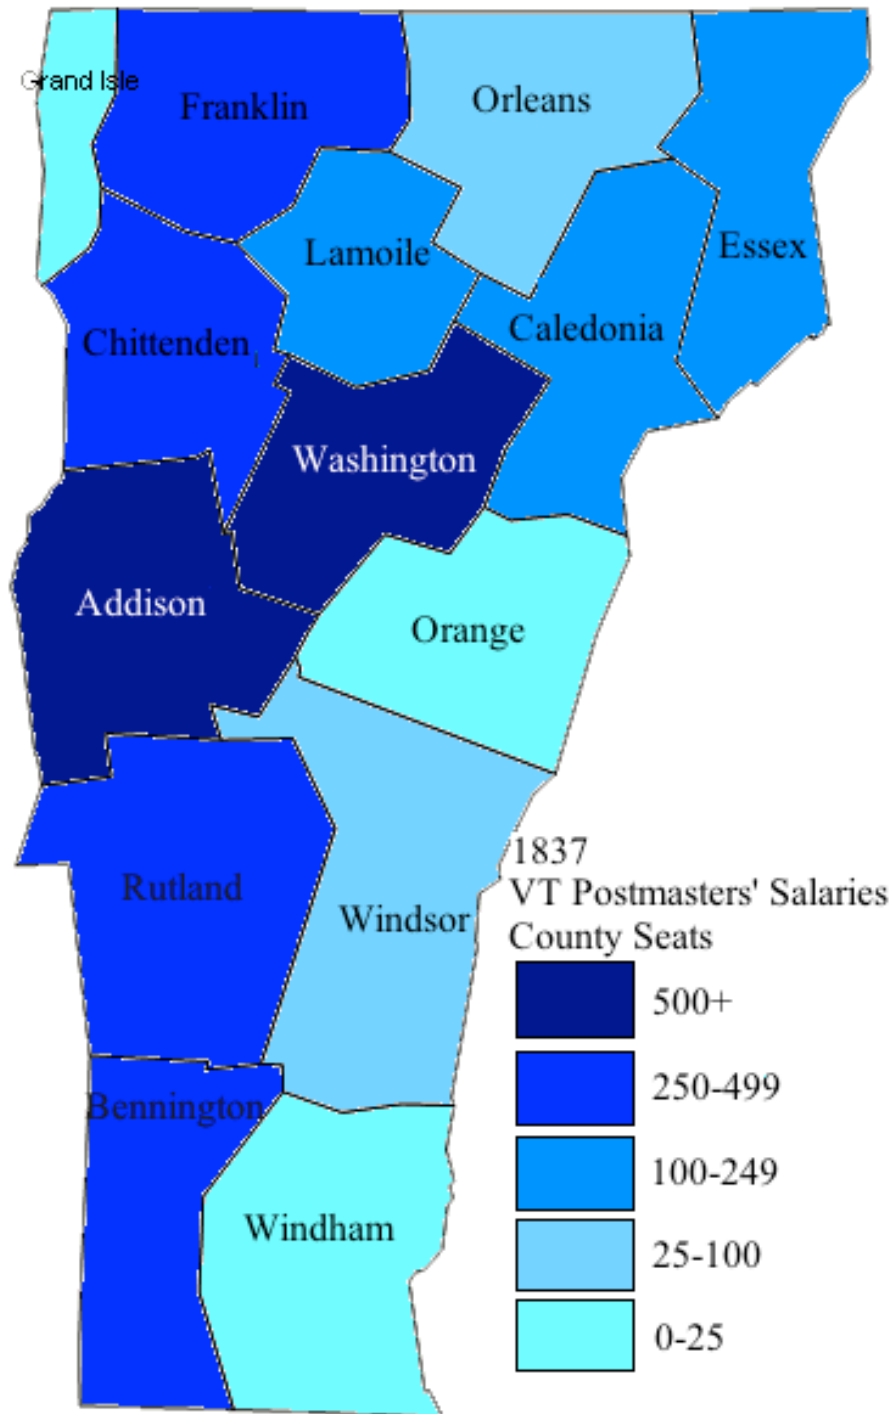 Grand Isle
Franklin
Orleans
Lamoile
Essex
Caledonia
Chittenden
Washington
Addison
Orange
1837
VT Postmasters' Salaries
County Seats
Rutland
Windsor
500+
250-499
Bennington
100-249
Windham
25-100
0-25